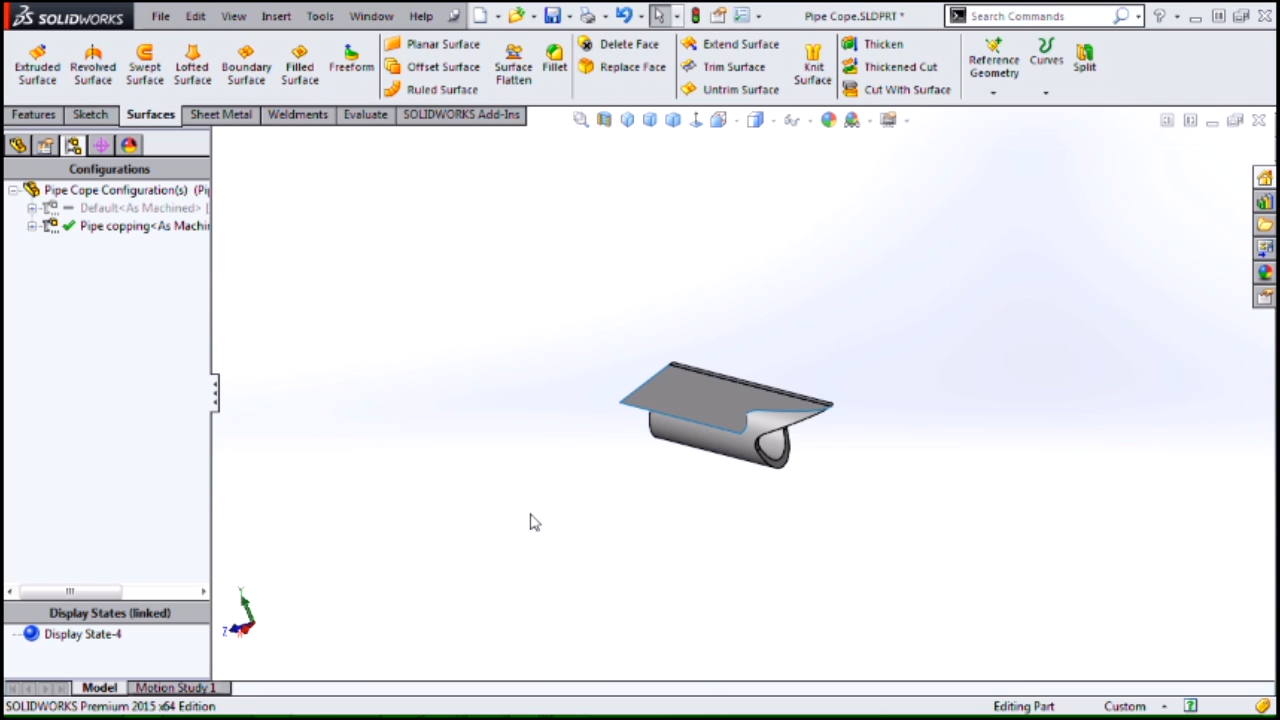 SOLIDWORKS File Edit View Insert Tools Window Help Pipe Cope.SLDPRT * Search Commands
Extruded Surface Revolved Surface Swept Surface Lofted Surface Boundary Surface Filled Surface Freeform
Planar Surface
Offset Surface
Ruled Surface
Surface Flatten Fillet
Delete Face
Replace Face
Extend Surface
Trim Surface
Untrim Surface
Knit Surface
Thicken
Thickened Cut
Cut With Surface
Reference Geometry Curves Split
Features Sketch Surfaces Sheet Metal Weldments Evaluate SOLIDWORKS Add-Ins
Configurations
Pipe Cope Configuration(s) (Pi
Default<As Machined> [
Pipe copping<As Machin
Y
Z
Display States (linked)
Display State-4
Model Motion Study 1
SOLIDWORKS Premium 2015 x64 Edition Editing Part Custom